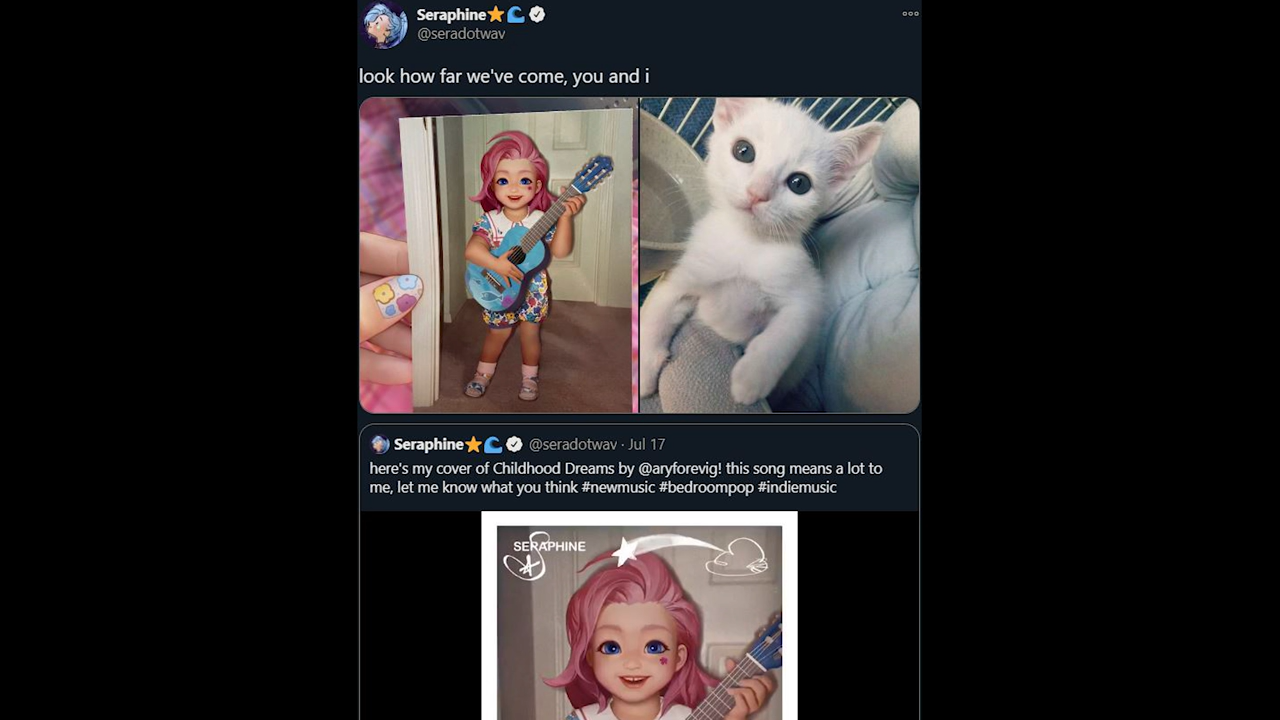 Seraphine⭐🌊
@seradotwav
look how far we've come, you and i
Seraphine⭐🌊 @seradotwav · Jul 17
here's my cover of Childhood Dreams by @aryforevig! this song means a lot to
me, let me know what you think #newmusic #bedroompop #indiemusic
SERAPHINE